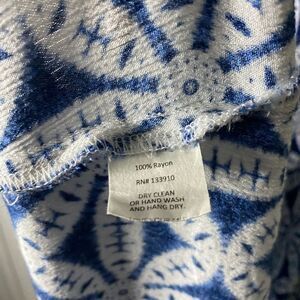 100% Rayon
RN# 133910
DRY CLEAN
OR HAND WASH
AND HANG DRY.